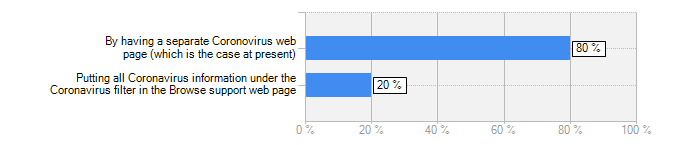 By having a separate Coronovirus web
page (which is the case at present)
80 %
Putting all Coronavirus information under the
Coronavirus filter in the Browse support web page
20 %
0 % 20 % 40 % 60 % 80 % 100 %